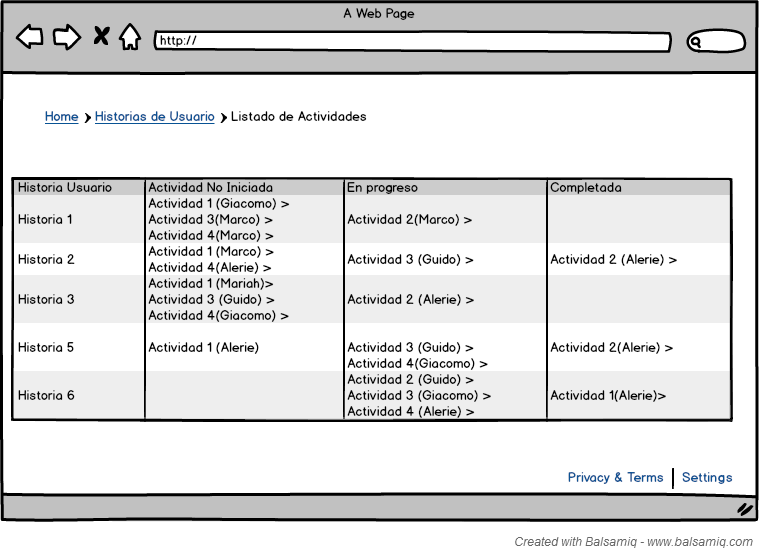 A Web Page
http://
Home > Historias de Usuario > Listado de Actividades
Historia Usuario Actividad No Iniciada En progreso Completada
Actividad 1 (Giacomo) >
Historia 1 Actividad 3(Marco) > Actividad 2(Marco) >
Actividad 4(Marco) >
Actividad 1 (Marco) >
Historia 2 Actividad 3 (Guido) > Actividad 2 (Alerie) >
Actividad 4(Alerie) >
Actividad 1 (Mariah)>
Historia 3 Actividad 3 (Guido) > Actividad 2 (Alerie) >
Actividad 4(Giacomo) >
Historia 5 Actividad 1 (Alerie) Actividad 3 (Guido) > Actividad 2(Alerie) >
Actividad 4(Giacomo) >
Actividad 2 (Guido) >
Historia 6 Actividad 3 (Giacomo) > Actividad 1(Alerie)>
Actividad 4 (Alerie) >
Privacy & Terms | Settings
Created with Balsamiq - www.balsamiq.com